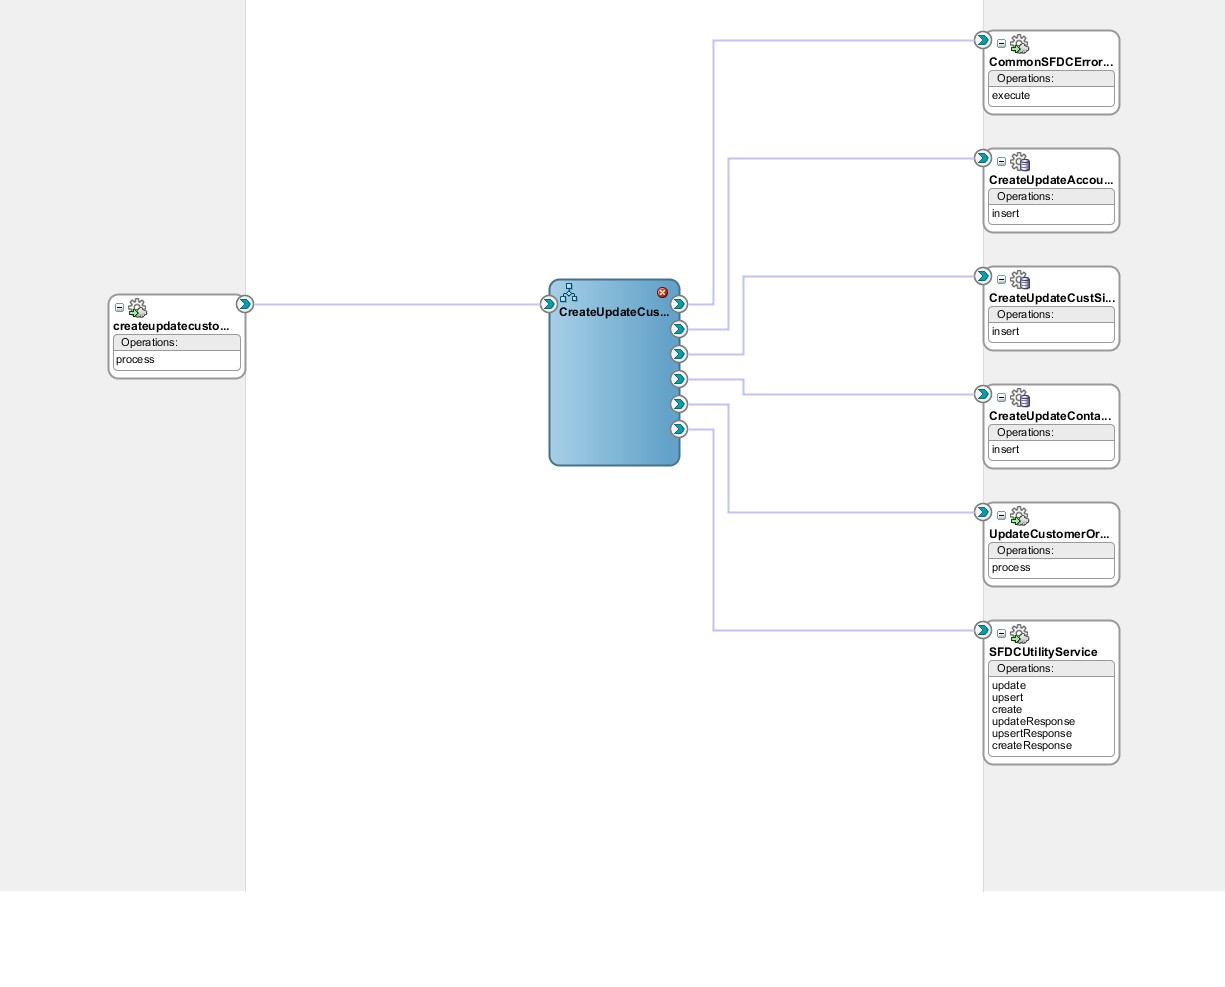 createupdatecusto...
Operations:
process
CreateUpdateCus...
CommonSFDCError...
Operations:
execute
CreateUpdateAccou...
Operations:
insert
CreateUpdateCustSi...
Operations:
insert
CreateUpdateConta...
Operations:
insert
UpdateCustomerOr...
Operations:
process
SFDCUtilityService
Operations:
update
upsert
create
updateResponse
upsertResponse
createResponse